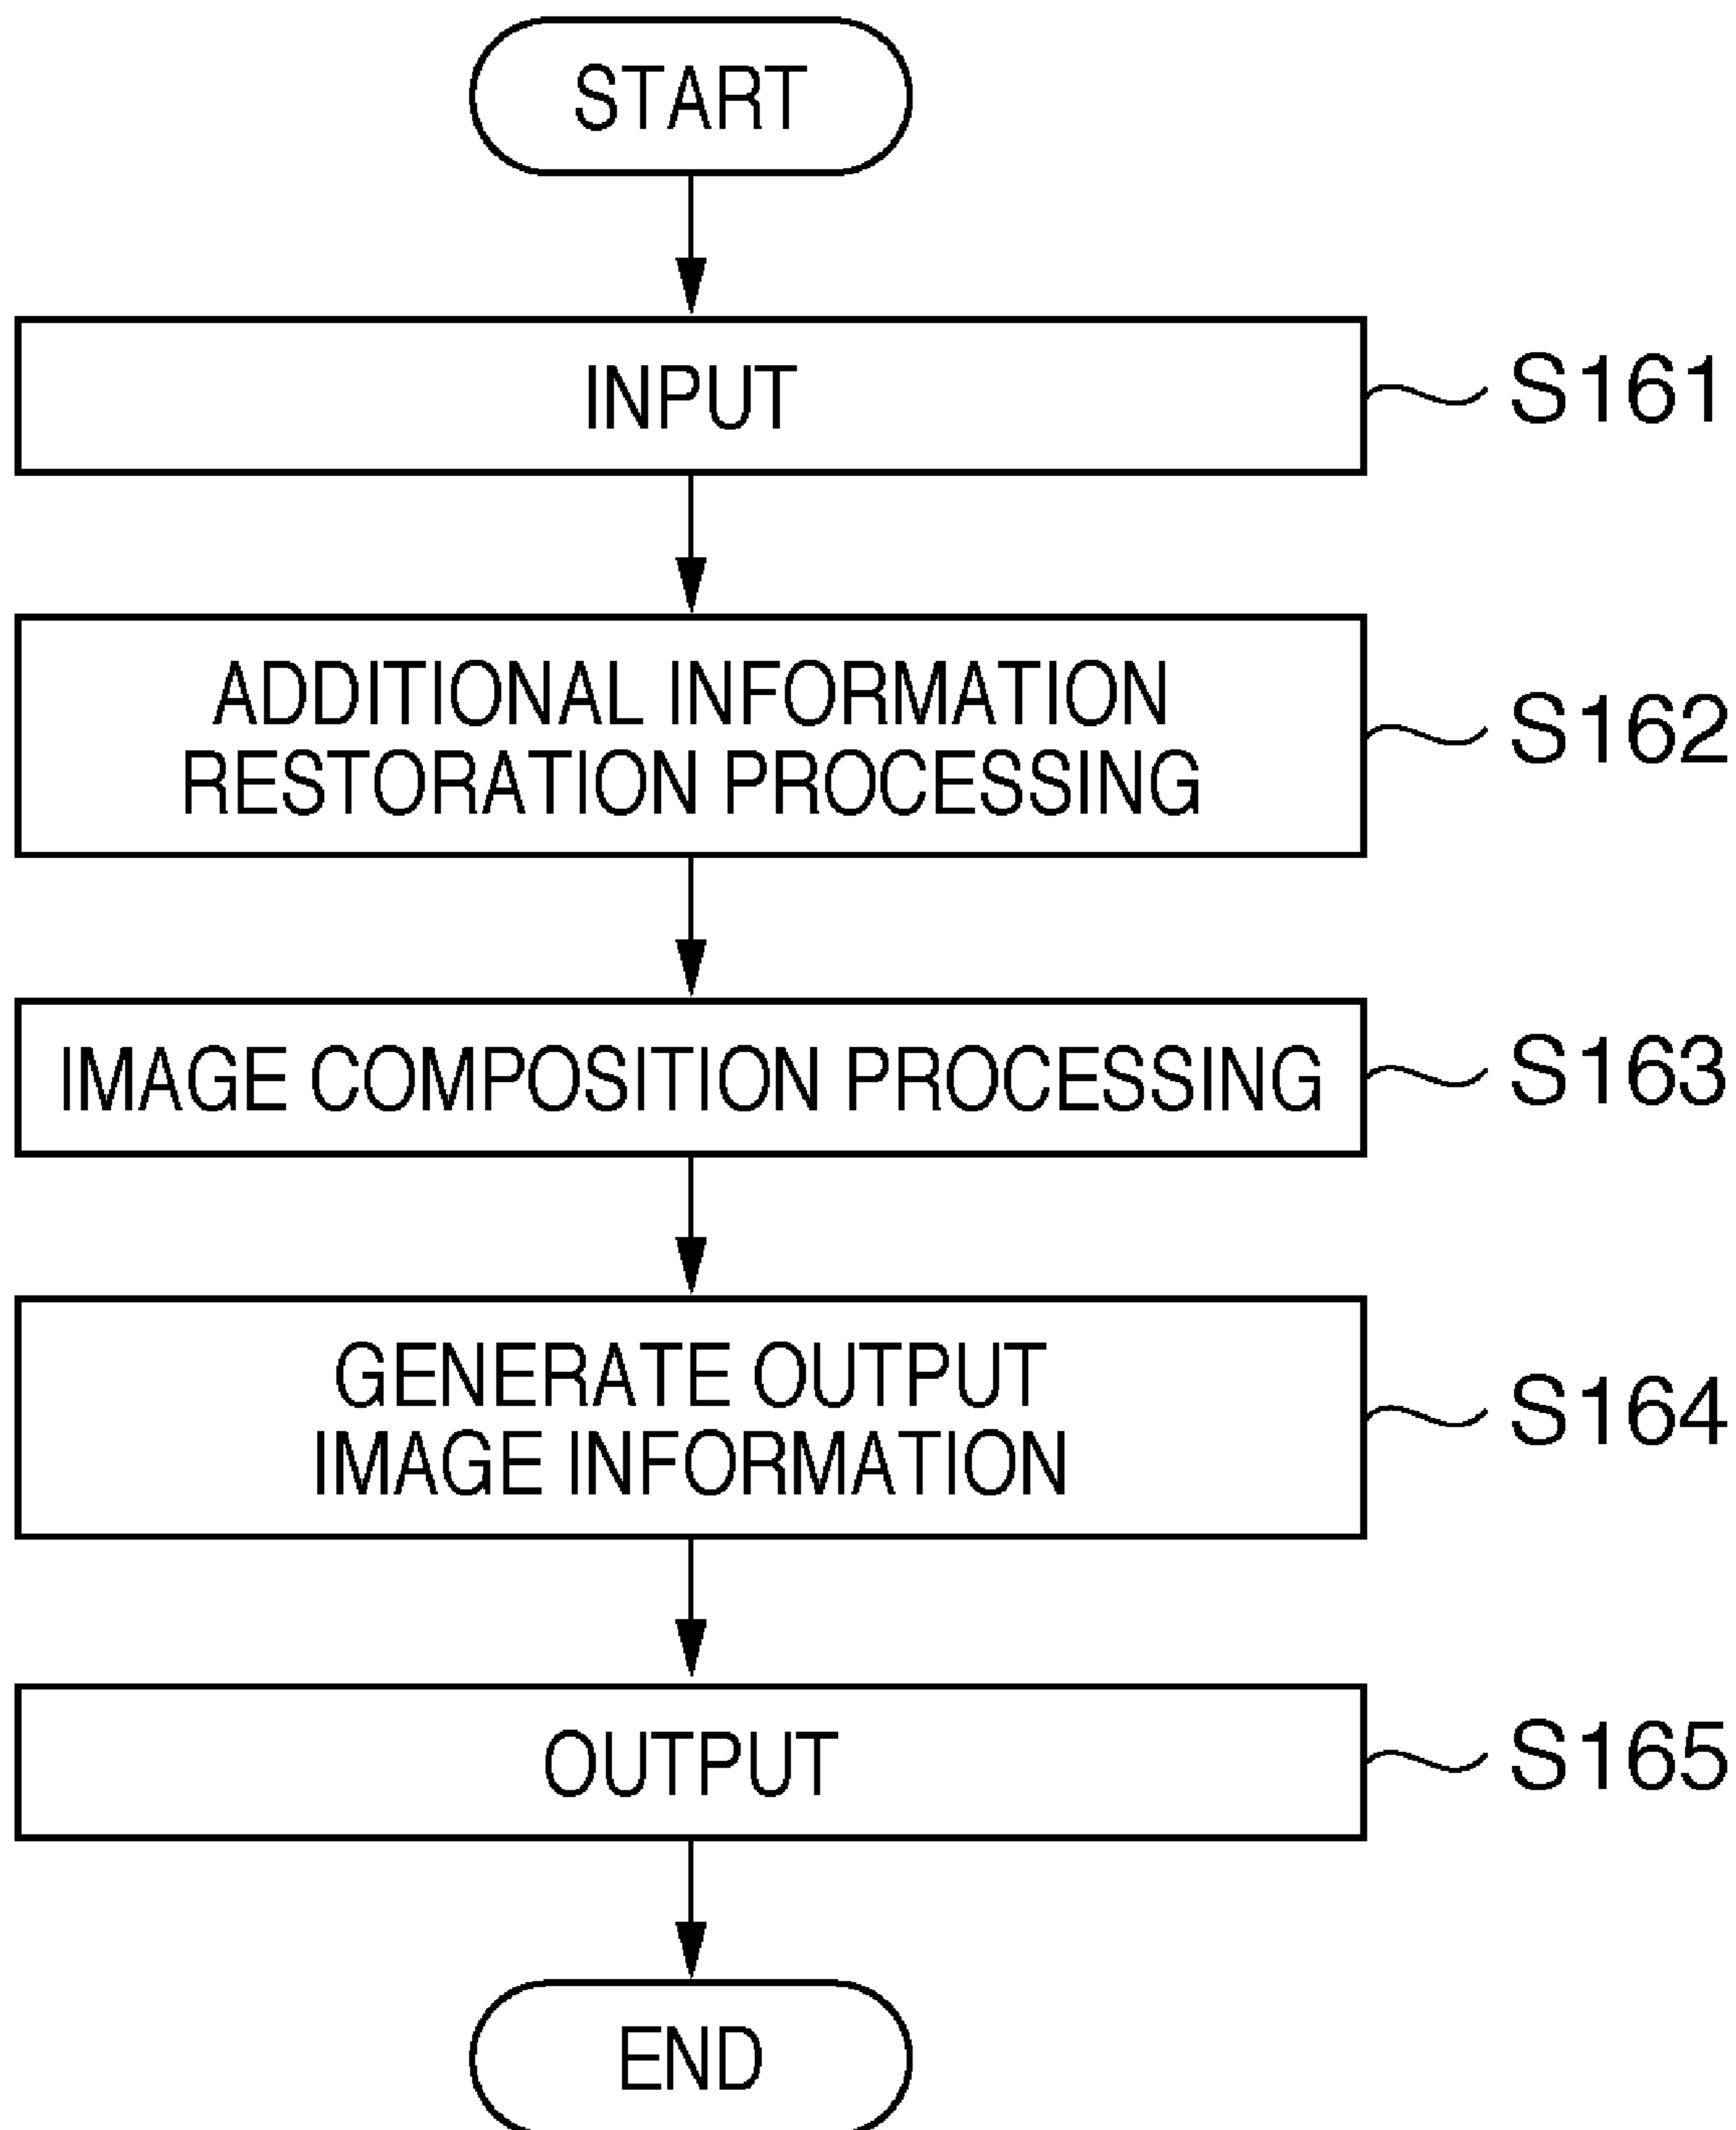 START
INPUT
S161
ADDITIONAL INFORMATION
RESTORATION PROCESSING
S162
IMAGE COMPOSITION PROCESSING
S163
GENERATE OUTPUT
IMAGE INFORMATION
S164
OUTPUT
S165
END